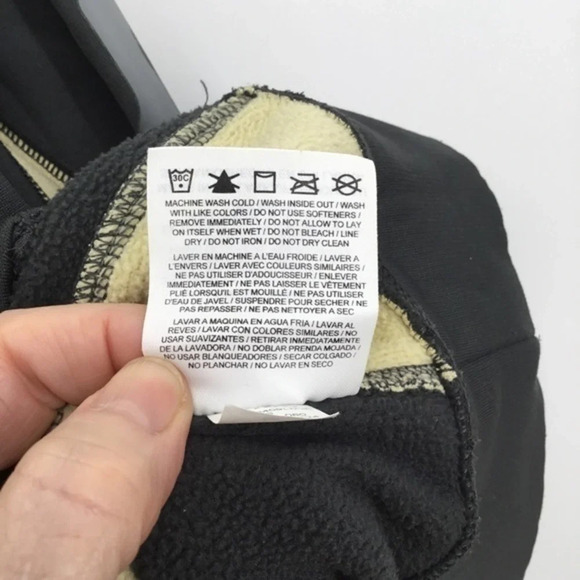 30C
MACHINE WASH COLD / WASH INSIDE OUT / WASH
WITH LIKE COLORS / DO NOT USE SOFTENERS /
REMOVE IMMEDIATELY / DO NOT ALLOW TO LAY
ON ITSELF WHEN WET / DO NOT BLEACH / LINE
DRY / DO NOT IRON / DO NOT DRY CLEAN
LAVER EN MACHINE A L'EAU FROIDE / LAVER A
L'ENVERS / LAVER AVEC COULEURS SIMILAIRES /
NE PAS UTILISER D'ADOUCISSEUR / ENLEVER
IMMEDIATEMENT / NE PAS LAISSER LE VÊTEMENT
PLIÉ LORSQU'IL EST MOUILLÉ / NE PAS UTILISER
D'EAU DE JAVEL / SUSPENDRE POUR SECHER / NE
PAS REPASSER / NE PAS NETTOYER A SEC
LAVAR A MAQUINA EN AGUA FRIA / LAVAR AL
REVES / LAVAR CON COLORES SIMILARES / NO
USAR SUAVIZANTES / RETIRAR INMEDIATAMENTE
DE LA LAVADORA / NO DOBLAR PRENDA MOJADA /
NO USAR BLANQUEADORES / SECAR COLGADO /
NO PLANCHAR / NO LAVAR EN SECO